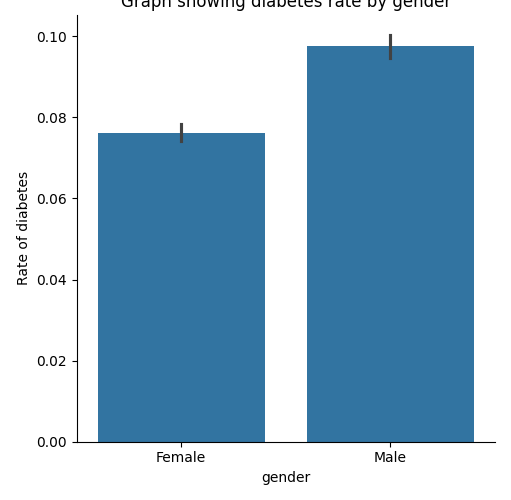 Graph showing diabetes rate by gender
0.10
0.08
0.06
0.04
0.02
0.00
Rate of diabetes
Female Male
gender